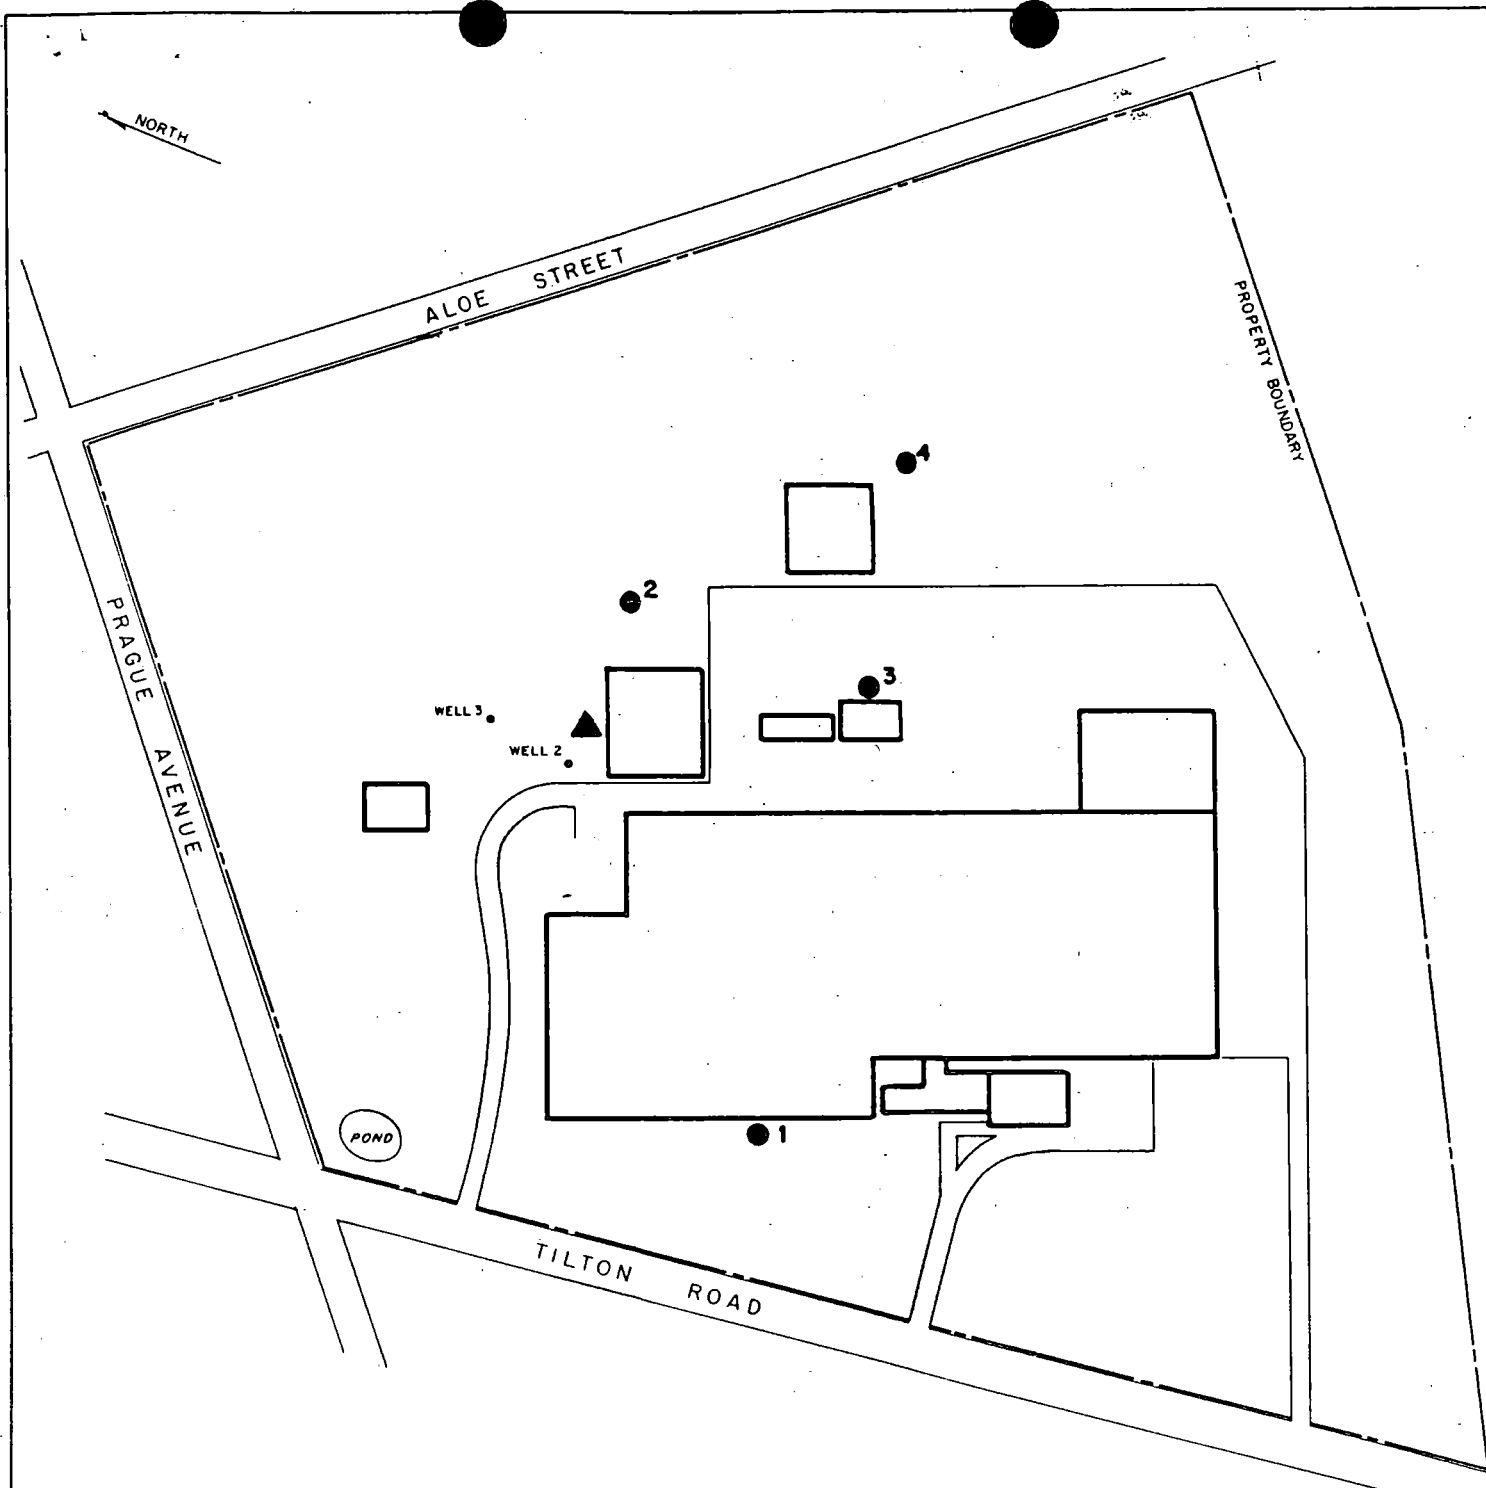 NORTH
ALOE STREET
PROPERTY BOUNDARY
4
2
3
WELL 3
WELL 2
PRAGUE AVENUE
POND
1
TILTON ROAD